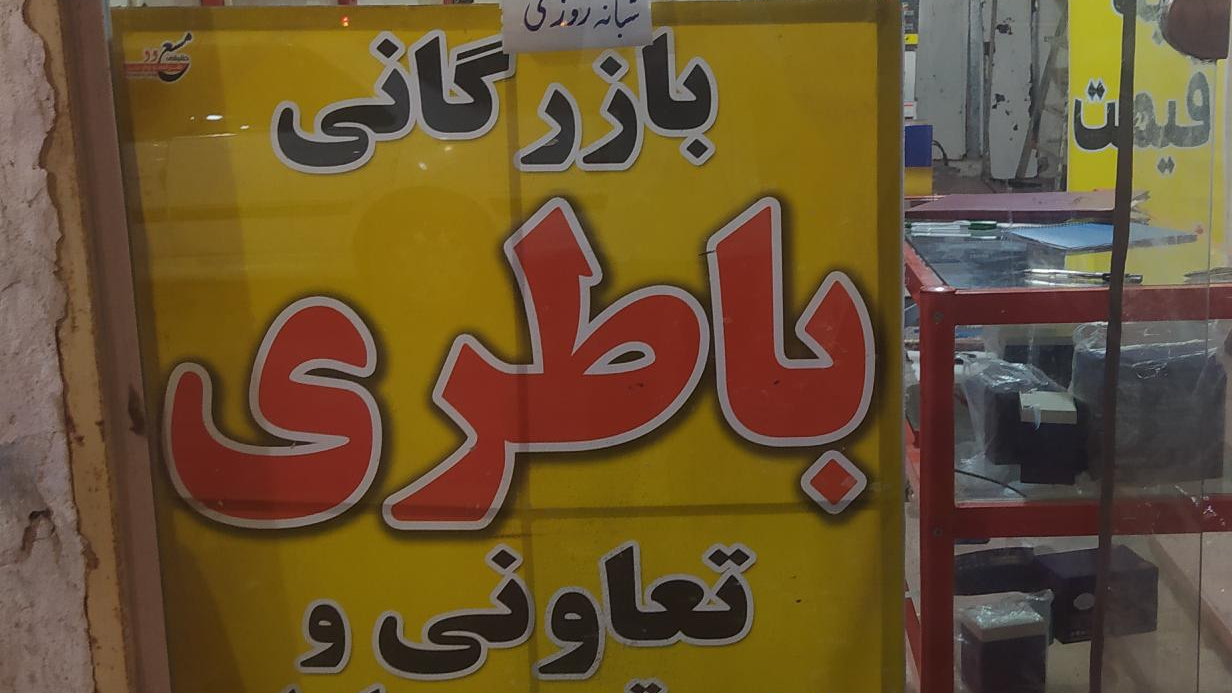 شبانه روزی
بازرگانی
باطری
تعاونی و
قیمت